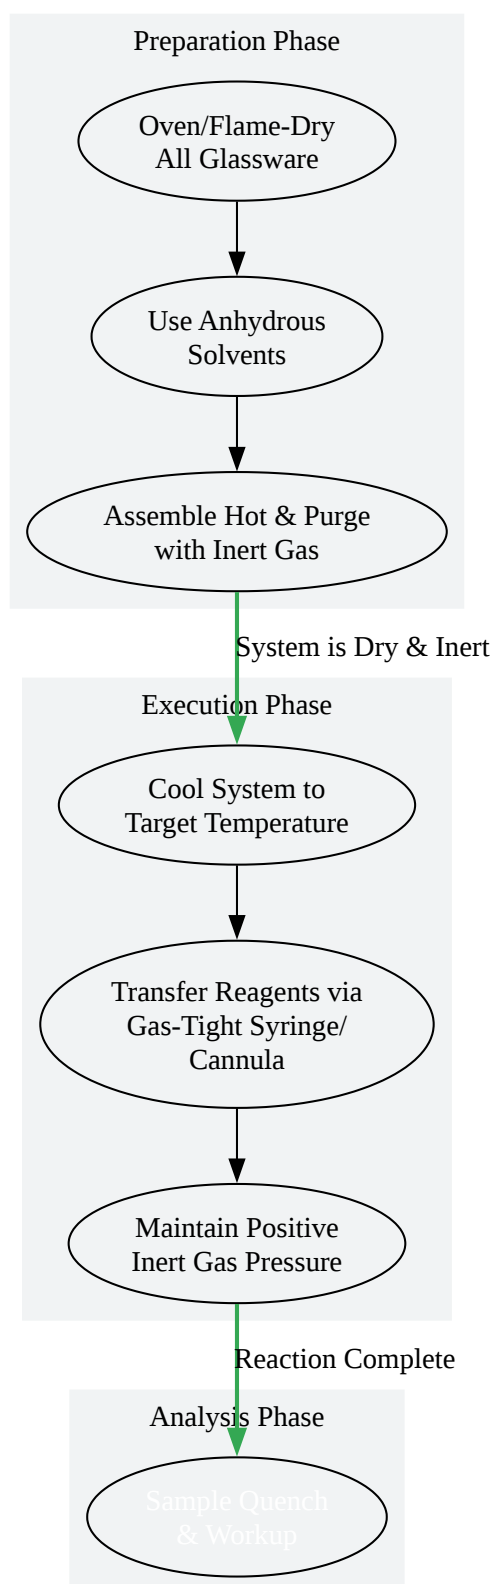 Preparation Phase
Oven/Flame-Dry
All Glassware
Use Anhydrous
Solvents
Assemble Hot & Purge
with Inert Gas
System is Dry & Inert
Execution Phase
Cool System to
Target Temperature
Transfer Reagents via
Gas-Tight Syringe/
Cannula
Maintain Positive
Inert Gas Pressure
Reaction Complete
Analysis Phase
Sample Quench
& Workup